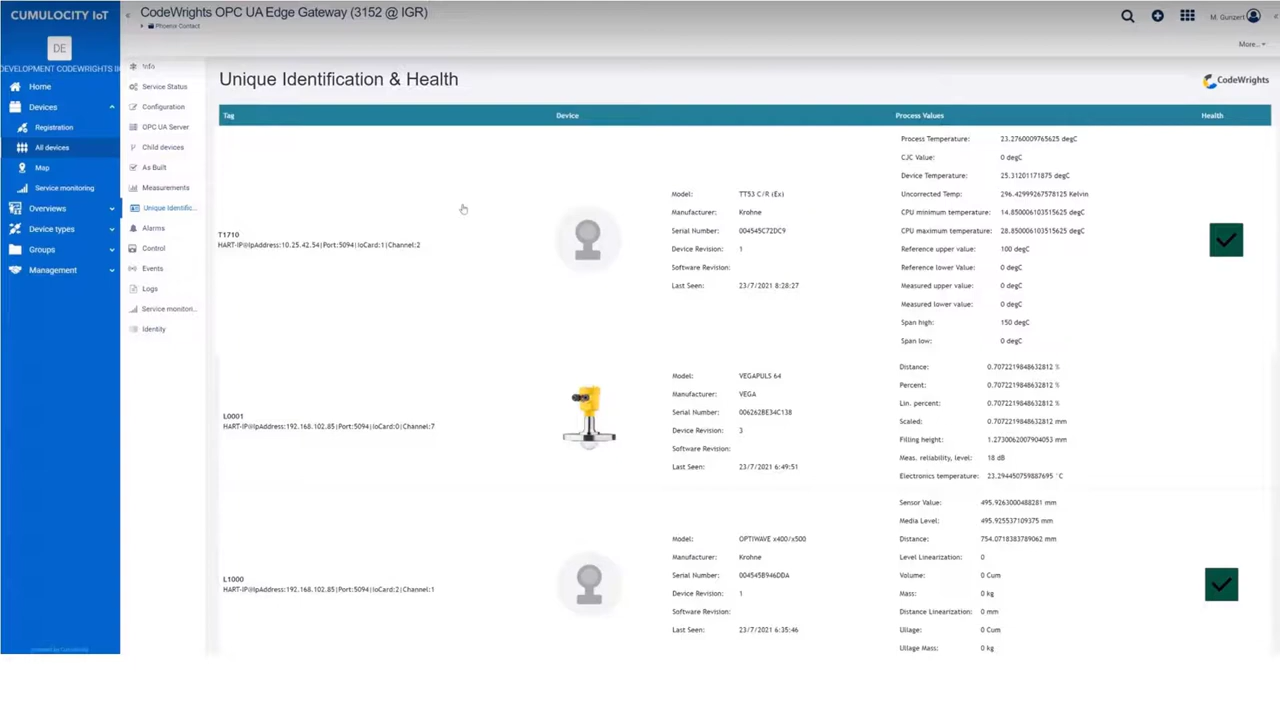 CUMULOCITY IoT
CodeWrights OPC UA Edge Gateway (3152 @ IGR)
Phoenix Contact
M. Gunzert
More...
DE
DEVELOPMENT CODEWRIGHTS II
Home
Devices
Registration
All devices
Map
Service monitoring
Overviews
Device types
Groups
Management
powered by Cumulocity
Info
Service Status
Configuration
OPC UA Server
Child devices
As Built
Measurements
Unique Identific...
Alarms
Control
Events
Logs
Service monitori...
Identity
Unique Identification & Health
CodeWrights
Tag Device Process Values Health
T1710
HART-IP@IpAddress:10.25.42.54|Port:5094|IoCard:1|Channel:2
Model: TT53 C/R (Ex)
Manufacturer: Krohne
Serial Number: 004545C72DC9
Device Revision: 1
Software Revision:
Last Seen: 23/7/2021 8:28:27
Process Temperature: 23.2760009765625 degC
CJC Value: 0 degC
Device Temperature: 25.31201171875 degC
Uncorrected Temp: 296.42999267578125 Kelvin
CPU minimum temperature: 14.850006103515625 degC
CPU maximum temperature: 28.850006103515625 degC
Reference upper value: 100 degC
Reference lower Value: 0 degC
Measured upper value: 0 degC
Measured lower value: 0 degC
Span high: 150 degC
Span low: 0 degC
L0001
HART-IP@IpAddress:192.168.102.85|Port:5094|IoCard:0|Channel:7
Model: VEGAPULS 64
Manufacturer: VEGA
Serial Number: 006262BE34C138
Device Revision: 3
Software Revision:
Last Seen: 23/7/2021 6:49:51
Distance: 0.7072219848632812 %
Percent: 0.7072219848632812 %
Lin. percent: 0.7072219848632812 %
Scaled: 0.7072219848632812 mm
Filling height: 1.2730062007904053 mm
Meas. reliability, level: 18 dB
Electronics temperature: 23.294450759887695 °C
L1000
HART-IP@IpAddress:192.168.102.85|Port:5094|IoCard:2|Channel:1
Model: OPTIWAVE x400/x500
Manufacturer: Krohne
Serial Number: 004545B946DDA
Device Revision: 1
Software Revision:
Last Seen: 23/7/2021 6:35:46
Sensor Value: 495.9263000488281 mm
Media Level: 495.925537109375 mm
Distance: 754.0718383789062 mm
Level Linearization: 0
Volume: 0 Cum
Mass: 0 kg
Distance Linearization: 0 mm
Ullage: 0 Cum
Ullage Mass: 0 kg